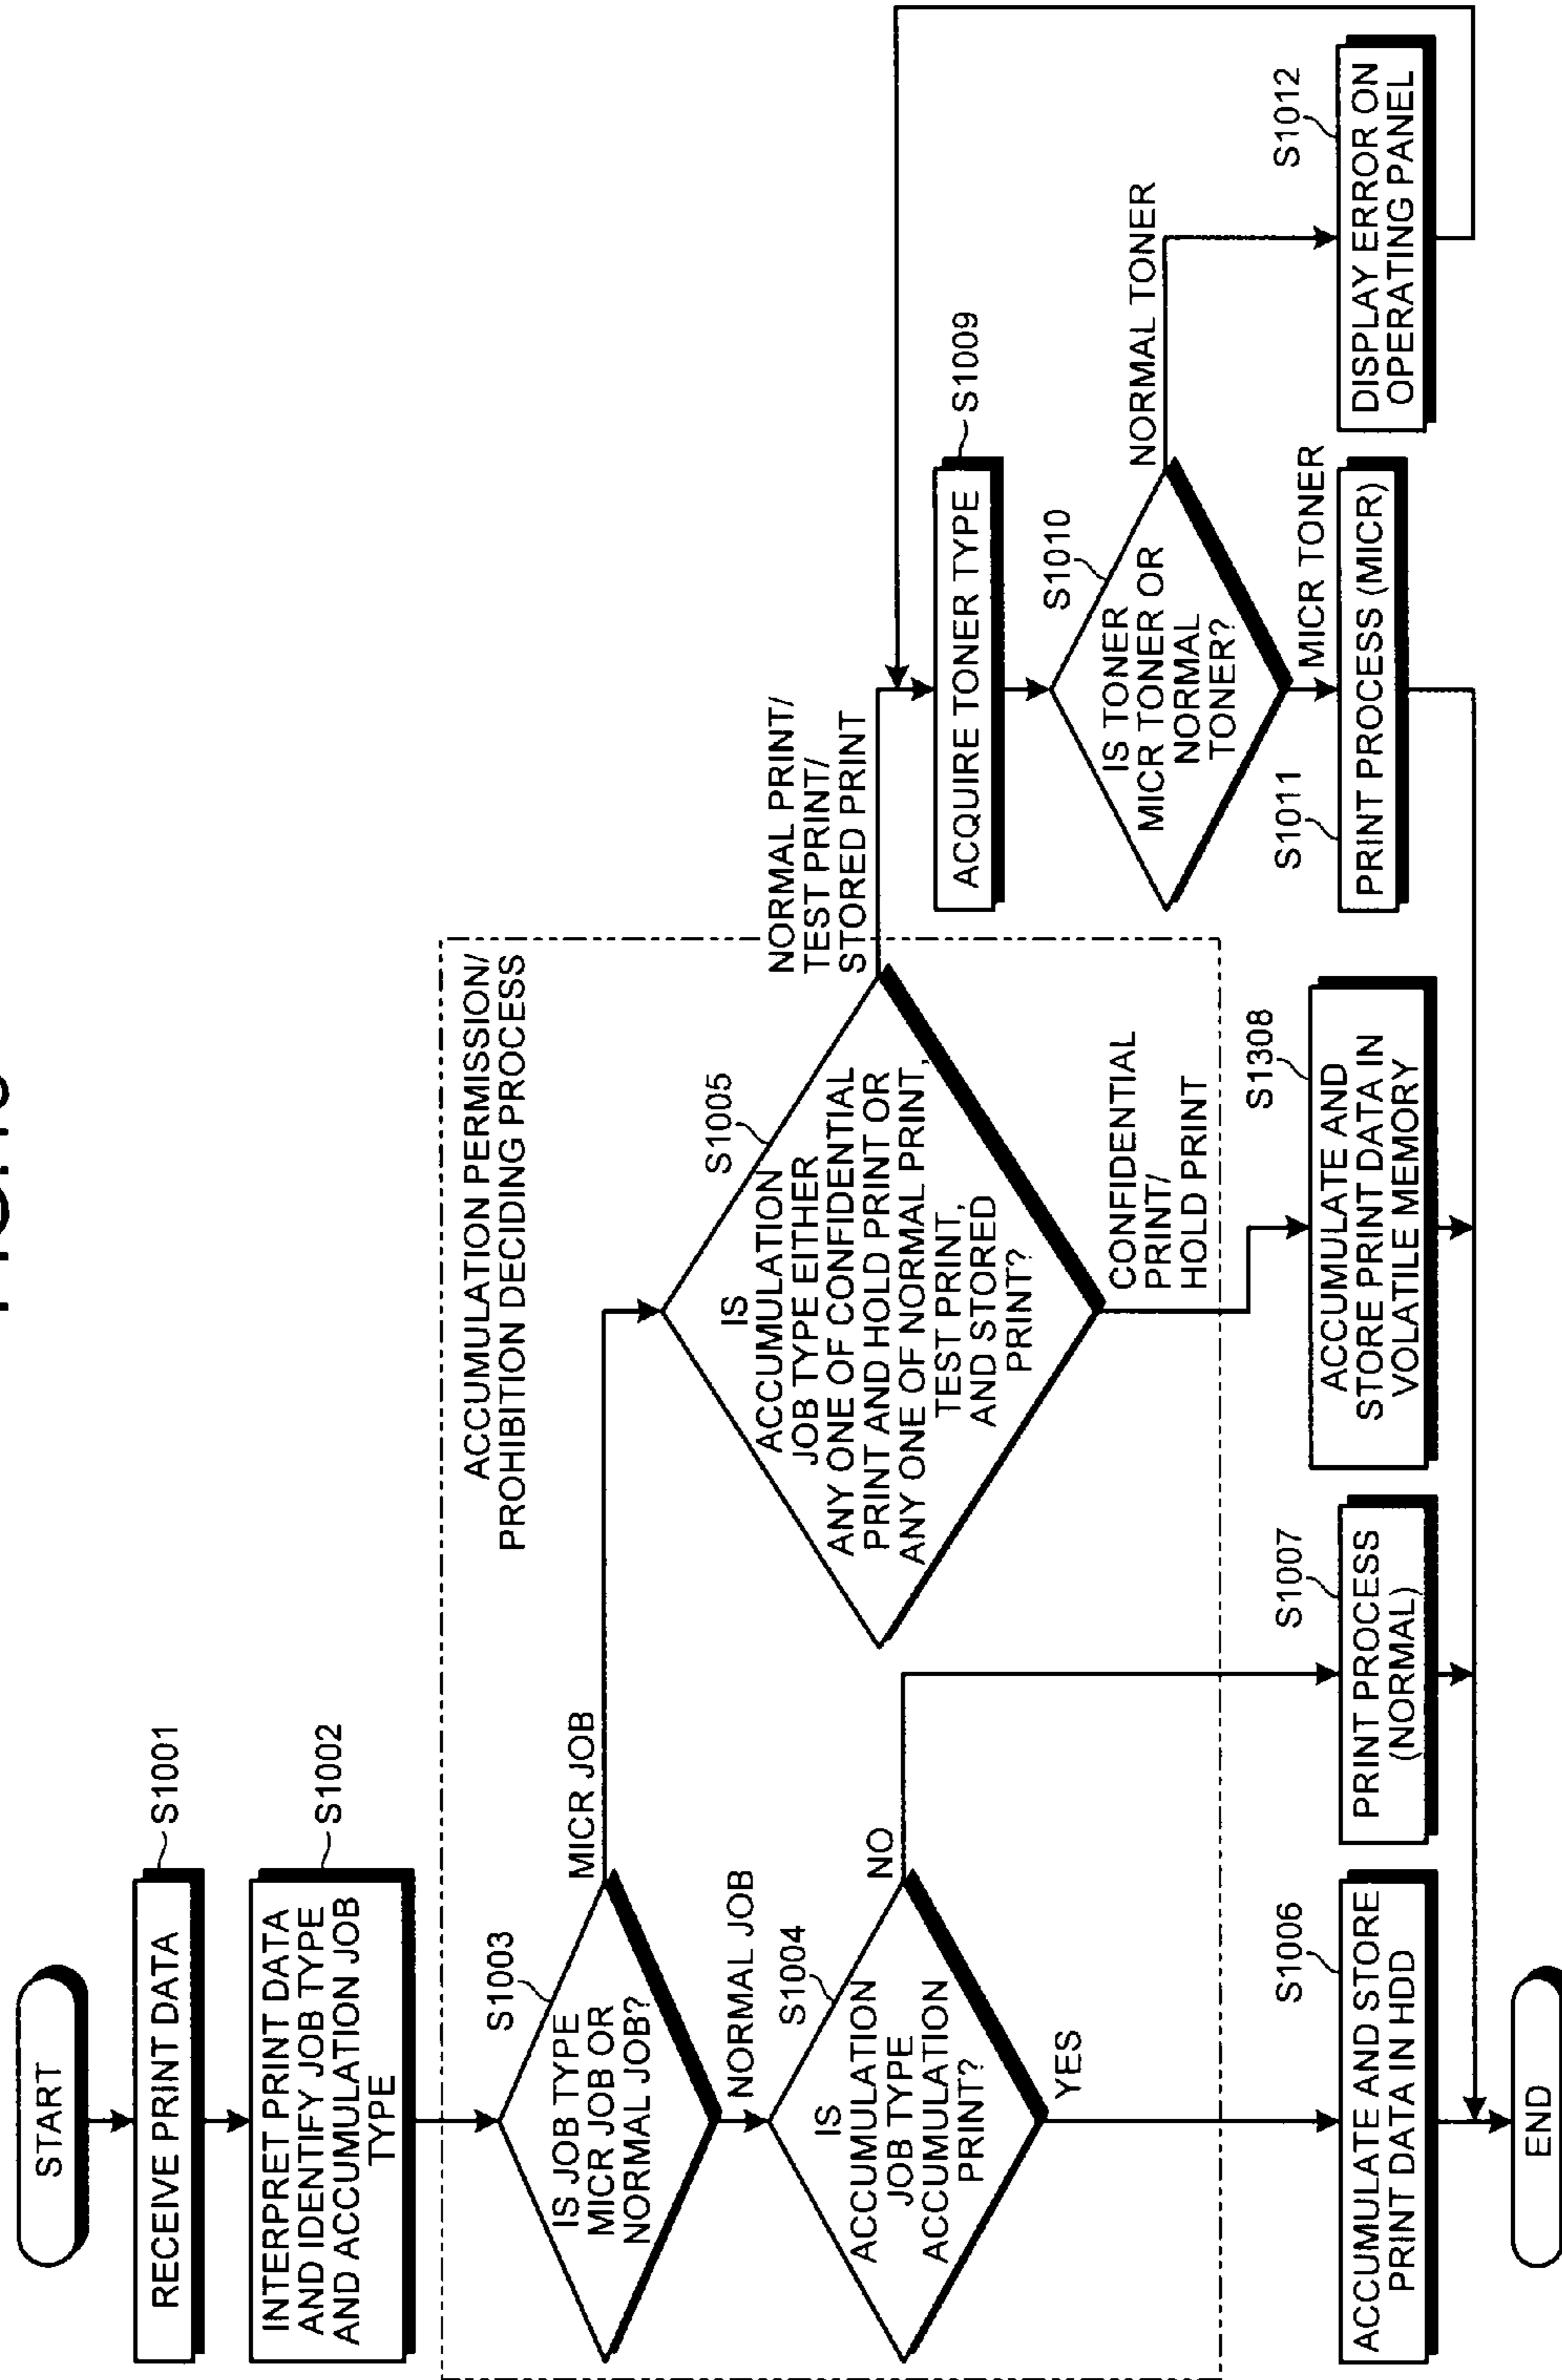 START
RECEIVE PRINT DATA
S1001
INTERPRET PRINT DATA
AND IDENTIFY JOB TYPE
AND ACCUMULATION JOB
TYPE
S1002
ACCUMULATION PERMISSION/
PROHIBITION DECIDING PROCESS
S1003
IS JOB TYPE
MICR JOB OR
NORMAL JOB?
MICR JOB
NORMAL JOB
S1004
IS
ACCUMULATION
JOB TYPE
ACCUMULATION
PRINT?
NO
YES
S1005
IS
ACCUMULATION
JOB TYPE EITHER
ANY ONE OF CONFIDENTIAL
PRINT AND HOLD PRINT OR
ANY ONE OF NORMAL PRINT,
TEST PRINT,
AND STORED
PRINT?
NORMAL PRINT/
TEST PRINT/
STORED PRINT
CONFIDENTIAL
PRINT/
HOLD PRINT
ACQUIRE TONER TYPE
S1009
S1010
IS TONER
MICR TONER OR
NORMAL
TONER?
NORMAL TONER
MICR TONER
S1006
ACCUMULATE AND STORE
PRINT DATA IN HDD
S1007
PRINT PROCESS
(NORMAL)
S1308
ACCUMULATE AND
STORE PRINT DATA IN
VOLATILE MEMORY
S1011
PRINT PROCESS (MICR)
S1012
DISPLAY ERROR ON
OPERATING PANEL
END